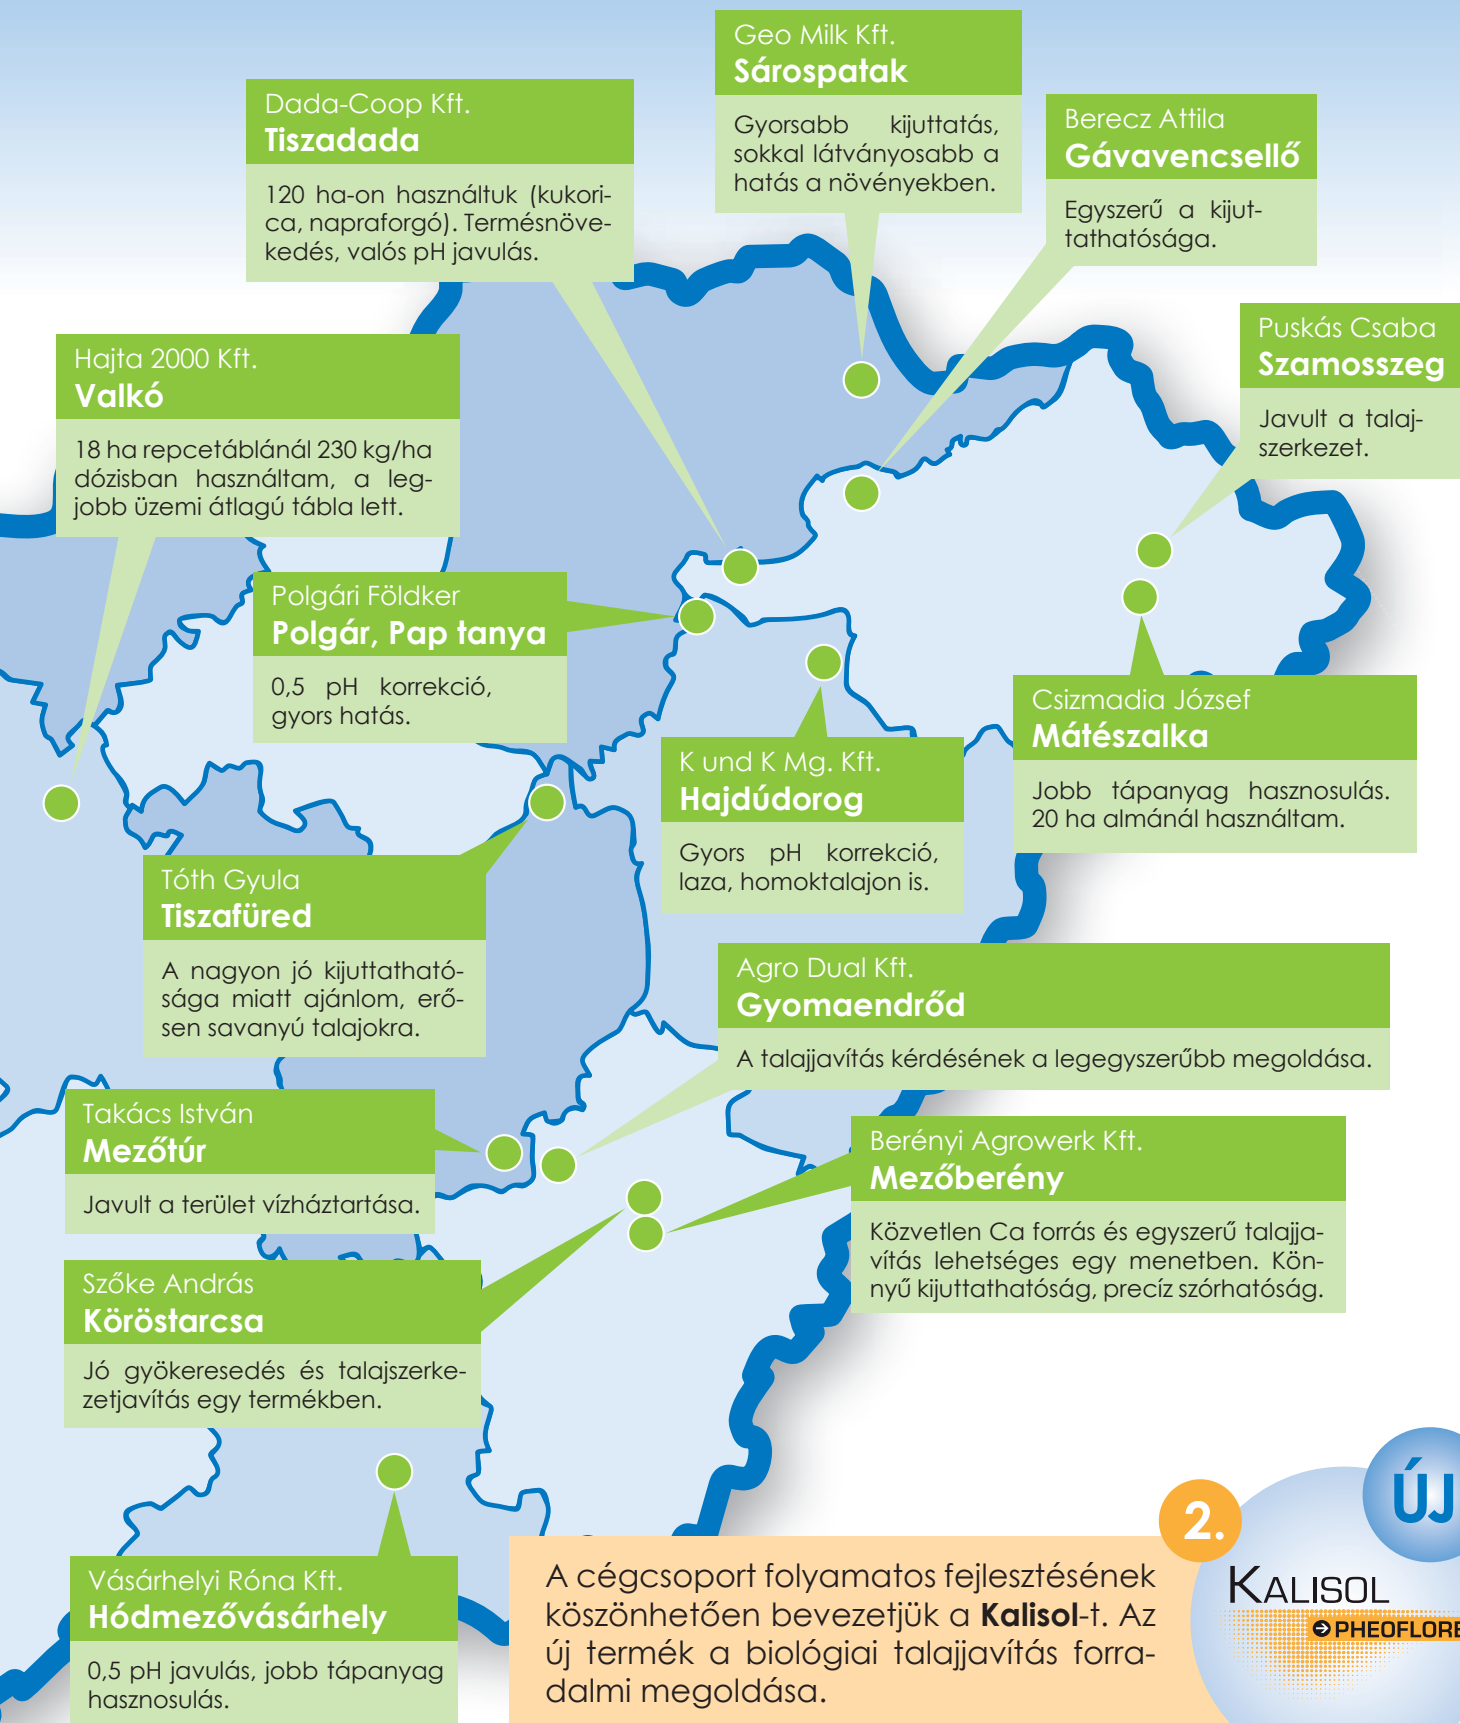 Geo Milk Kft.
Sárospatak
Gyorsabb kijuttatás,
sokkal látványosabb a
hatás a növényekben.
Dada-Coop Kft.
Tiszadada
120 ha-on használtuk (kukori-
ca, napraforgó). Termésnöve-
kedés, valós pH javulás.
Berecz Attila
Gávavencsellő
Egyszerű a kijut-
tathatósága.
Puskás Csaba
Szamosszeg
Javult a talaj-
szerkezet.
Hajta 2000 Kft.
Valkó
18 ha repcetáblánál 230 kg/ha
dózisban használtam, a leg-
jobb üzemi átlagú tábla lett.
Polgári Földker
Polgár, Pap tanya
0,5 pH korrekció,
gyors hatás.
Csizmadia József
Mátészalka
Jobb tápanyag hasznosulás.
20 ha almánál használtam.
K und K Mg. Kft.
Hajdúdorog
Gyors pH korrekció,
laza, homoktalajon is.
Tóth Gyula
Tiszafüred
A nagyon jó kijuttatható-
sága miatt ajánlom, erő-
sen savanyú talajokra.
Agro Dual Kft.
Gyomaendrőd
A talajjavítás kérdésének a legegyszerűbb megoldása.
Takács István
Mezőtúr
Javult a terület vízháztartása.
Berényi Agrowerk Kft.
Mezőberény
Közvetlen Ca forrás és egyszerű talajja-
vítás lehetséges egy menetben. Kön-
nyű kijuttathatóság, precíz szórhatóság.
Szőke András
Köröstarcsa
Jó gyökeresedés és talajszerke-
zetjavítás egy termékben.
Vásárhelyi Róna Kft.
Hódmezővásárhely
0,5 pH javulás, jobb tápanyag
hasznosulás.
A cégcsoport folyamatos fejlesztésének
köszönhetően bevezetjük a Kalisol-t. Az
új termék a biológiai talajjavítás forra-
dalmi megoldása.
2.
ÚJ
KALISOL
PHEOFLORE